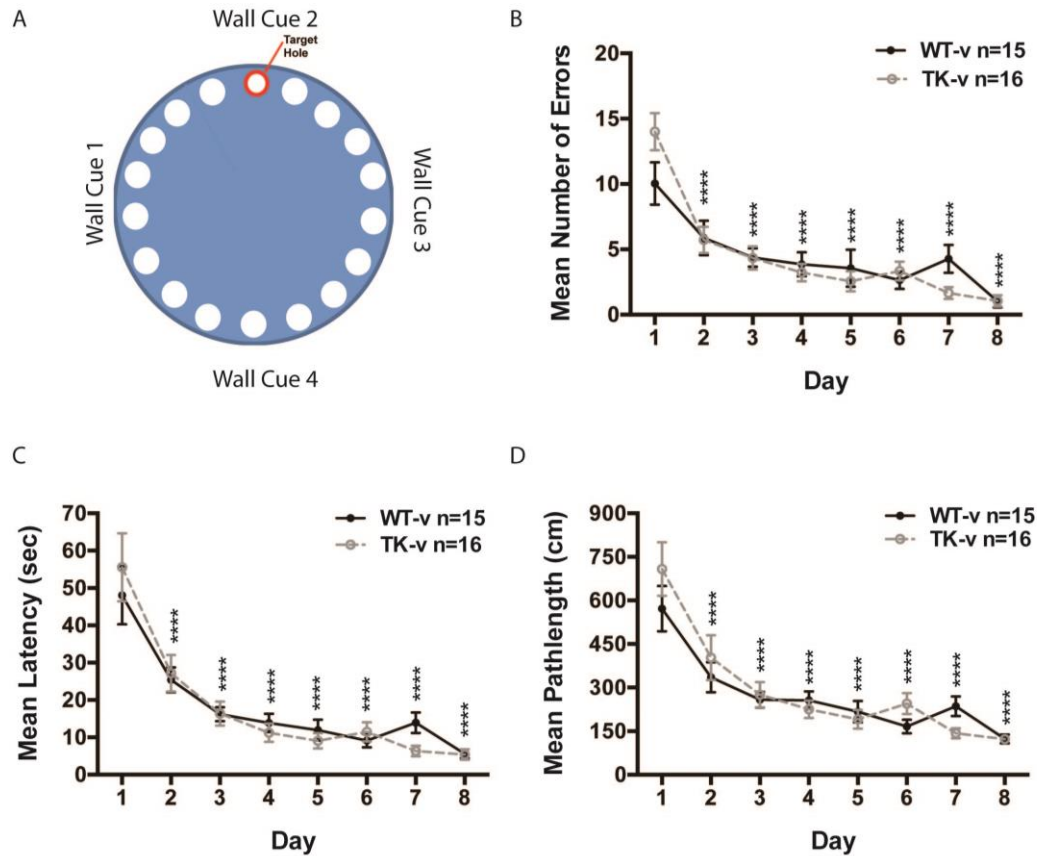 A
Wall Cue 2
Target
Hole
Wall Cue 1
Wall Cue 3
Wall Cue 4
B
Mean Number of Errors
20
15
10
5
0
WT-v n=15
TK-v n=16
****
****
****
****
****
****
****
1 2 3 4 5 6 7 8
Day
C
Mean Latency (sec)
70
60
50
40
30
20
10
0
WT-v n=15
TK-v n=16
****
****
****
****
****
****
****
1 2 3 4 5 6 7 8
Day
D
Mean Pathlength (cm)
900
750
600
450
300
150
0
WT-v n=15
TK-v n=16
****
****
****
****
****
****
****
1 2 3 4 5 6 7 8
Day